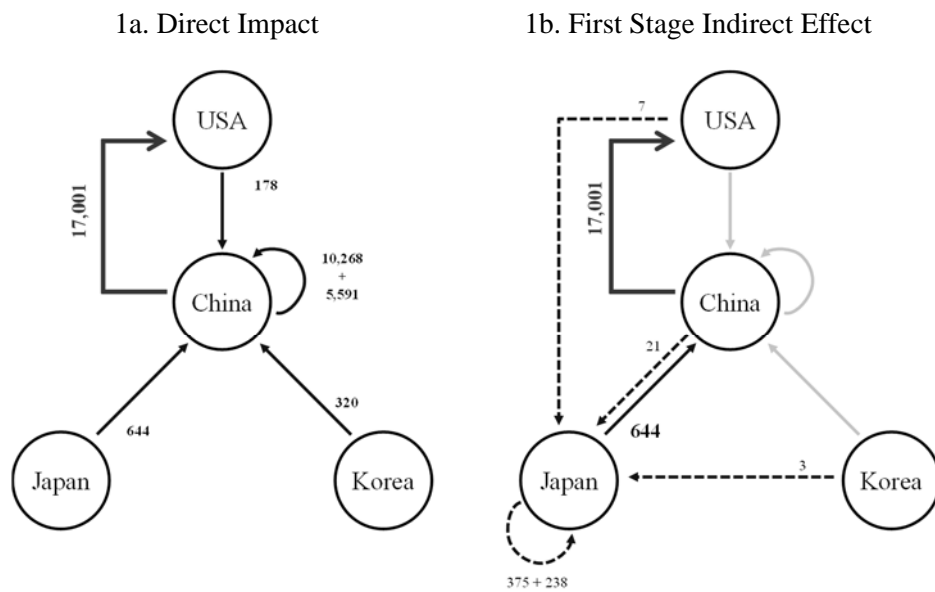 1a. Direct Impact
USA
17,001
178
10,268
+
5,591
China
644
320
Japan
Korea
1b. First Stage Indirect Effect
7
USA
17,001
China
21
644
3
Japan
Korea
375 + 238